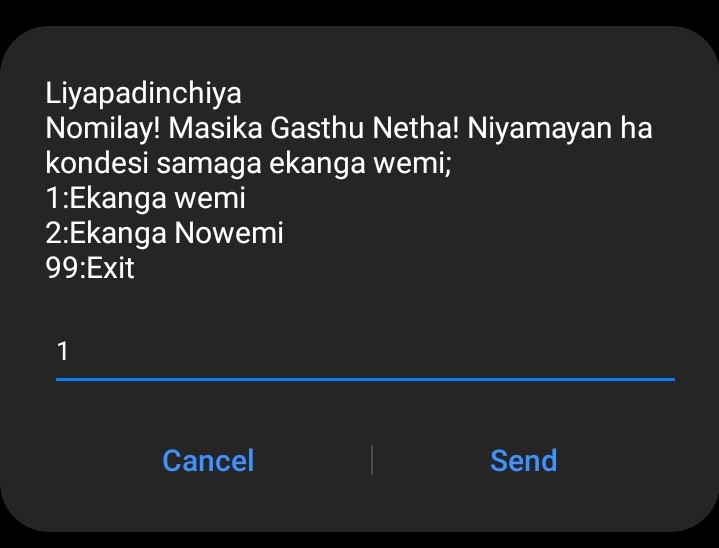 Liyapadinchiya
Nomilay! Masika Gasthu Netha! Niyamayan ha
kondesi samaga ekanga wemi;
1:Ekanga wemi
2:Ekanga Nowemi
99:Exit
1
Cancel
Send